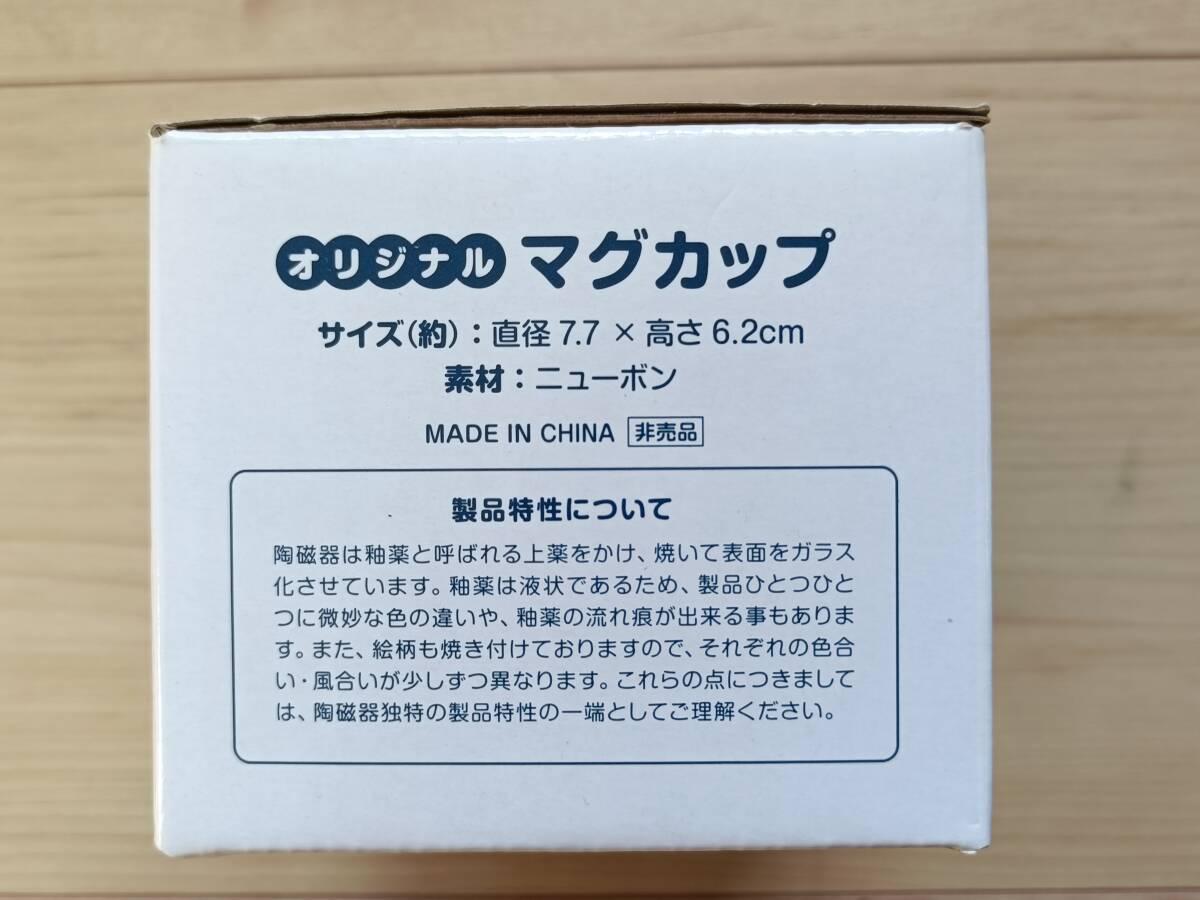 オリジナル マグカップ
サイズ(約)：直径 7.7 × 高さ 6.2cm
素材：ニューボン
MADE IN CHINA 非売品
製品特性について
陶磁器は釉薬と呼ばれる上薬をかけ、焼いて表面をガラス
化させています。釉薬は液状であるため、製品ひとつひと
つに微妙な色の違いや、釉薬の流れ痕が出来る事もありま
す。また、絵柄も焼き付けておりますので、それぞれの色合
い・風合いが少しずつ異なります。これらの点につきまして
は、陶磁器独特の製品特性の一端としてご理解ください。